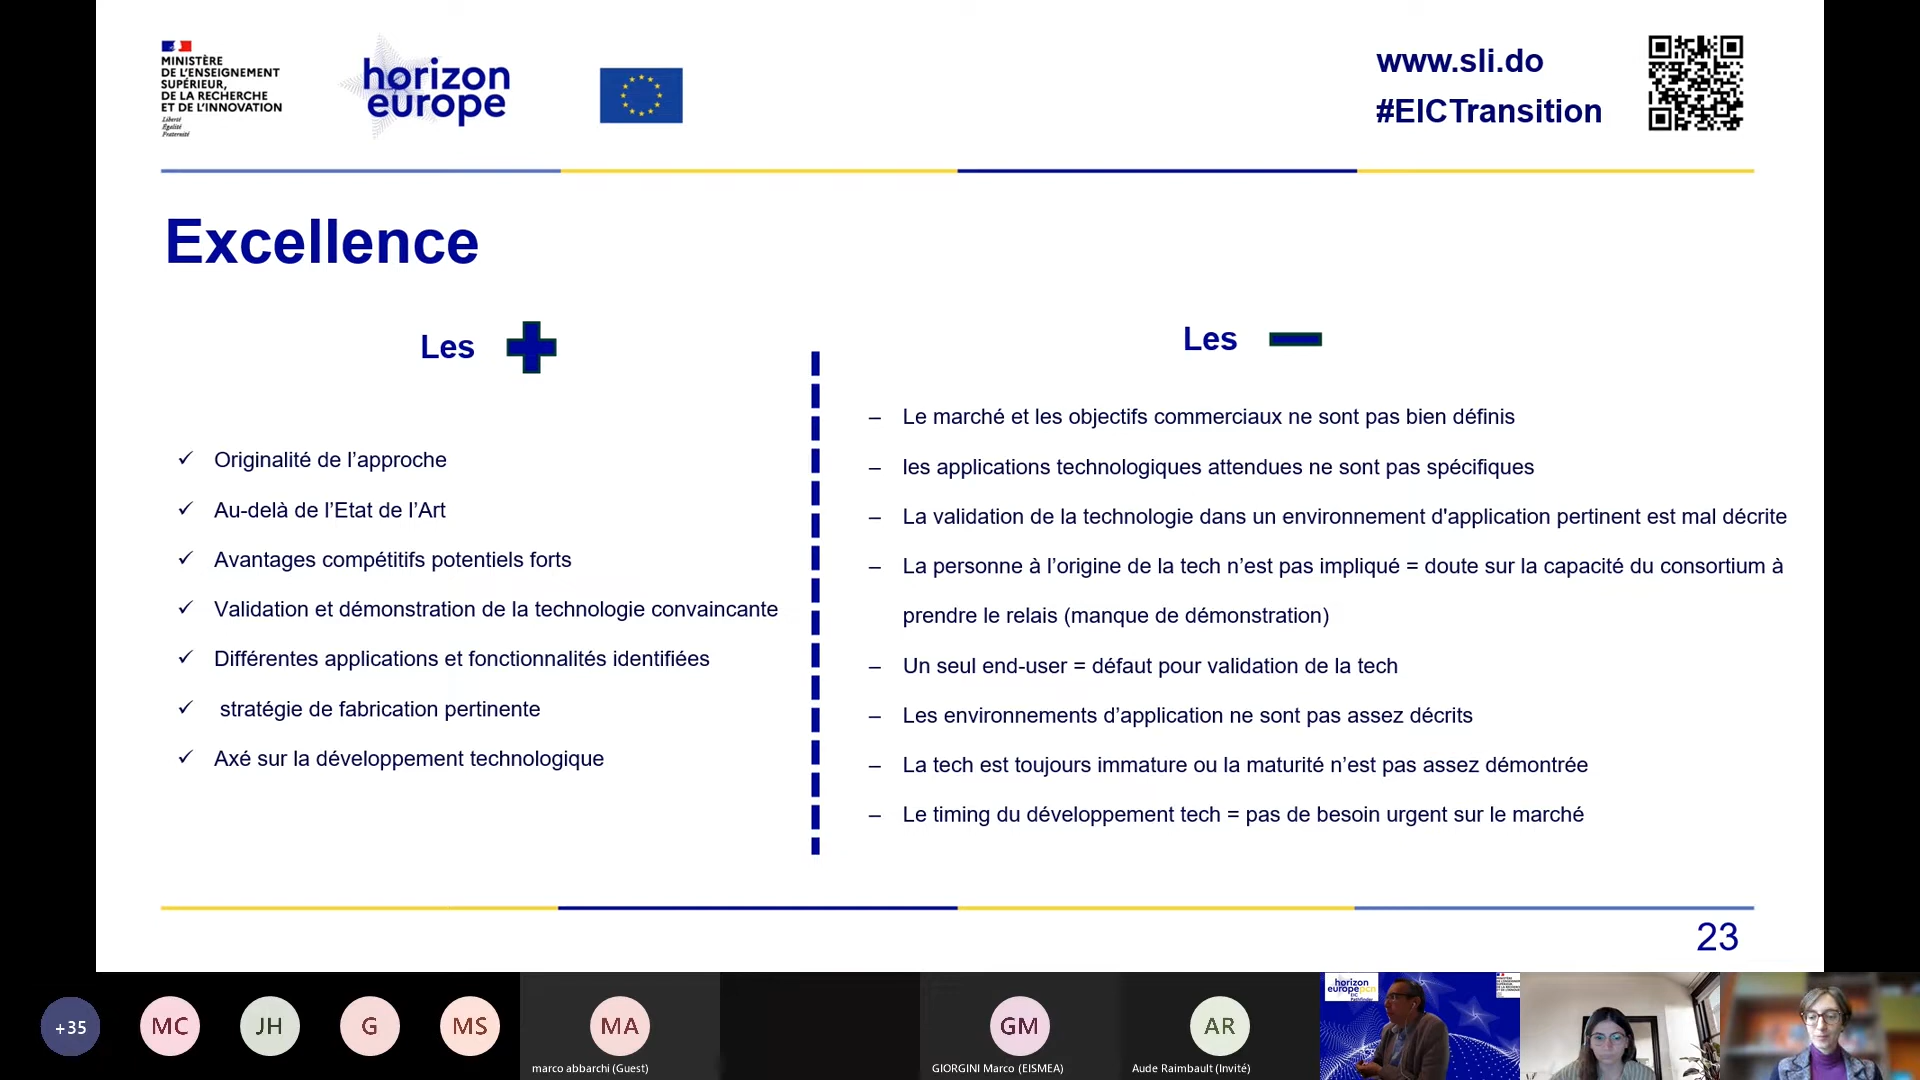 MINISTÈRE
DE L'ENSEIGNEMENT
SUPÉRIEUR,
DE LA RECHERCHE
ET DE L'INNOVATION
Liberté
Égalité
Fraternité
horizon
europe
www.sli.do
#EICTransition
Excellence
Les
Originalité de l’approche
Au-delà de l’Etat de l’Art
Avantages compétitifs potentiels forts
Validation et démonstration de la technologie convaincante
Différentes applications et fonctionnalités identifiées
stratégie de fabrication pertinente
Axé sur la développement technologique
Les
– Le marché et les objectifs commerciaux ne sont pas bien définis
– les applications technologiques attendues ne sont pas spécifiques
– La validation de la technologie dans un environnement d'application pertinent est mal décrite
– La personne à l’origine de la tech n’est pas impliqué = doute sur la capacité du consortium à
prendre le relais (manque de démonstration)
– Un seul end-user = défaut pour validation de la tech
– Les environnements d’application ne sont pas assez décrits
– La tech est toujours immature ou la maturité n’est pas assez démontrée
– Le timing du développement tech = pas de besoin urgent sur le marché
23
+35
MC
JH
G
MS
MA
marco abbarchi (Guest)
GM
GIORGINI Marco (EISMEA)
AR
Aude Raimbault (Invité)
horizon
europe pcn
EIC
Pathfinder